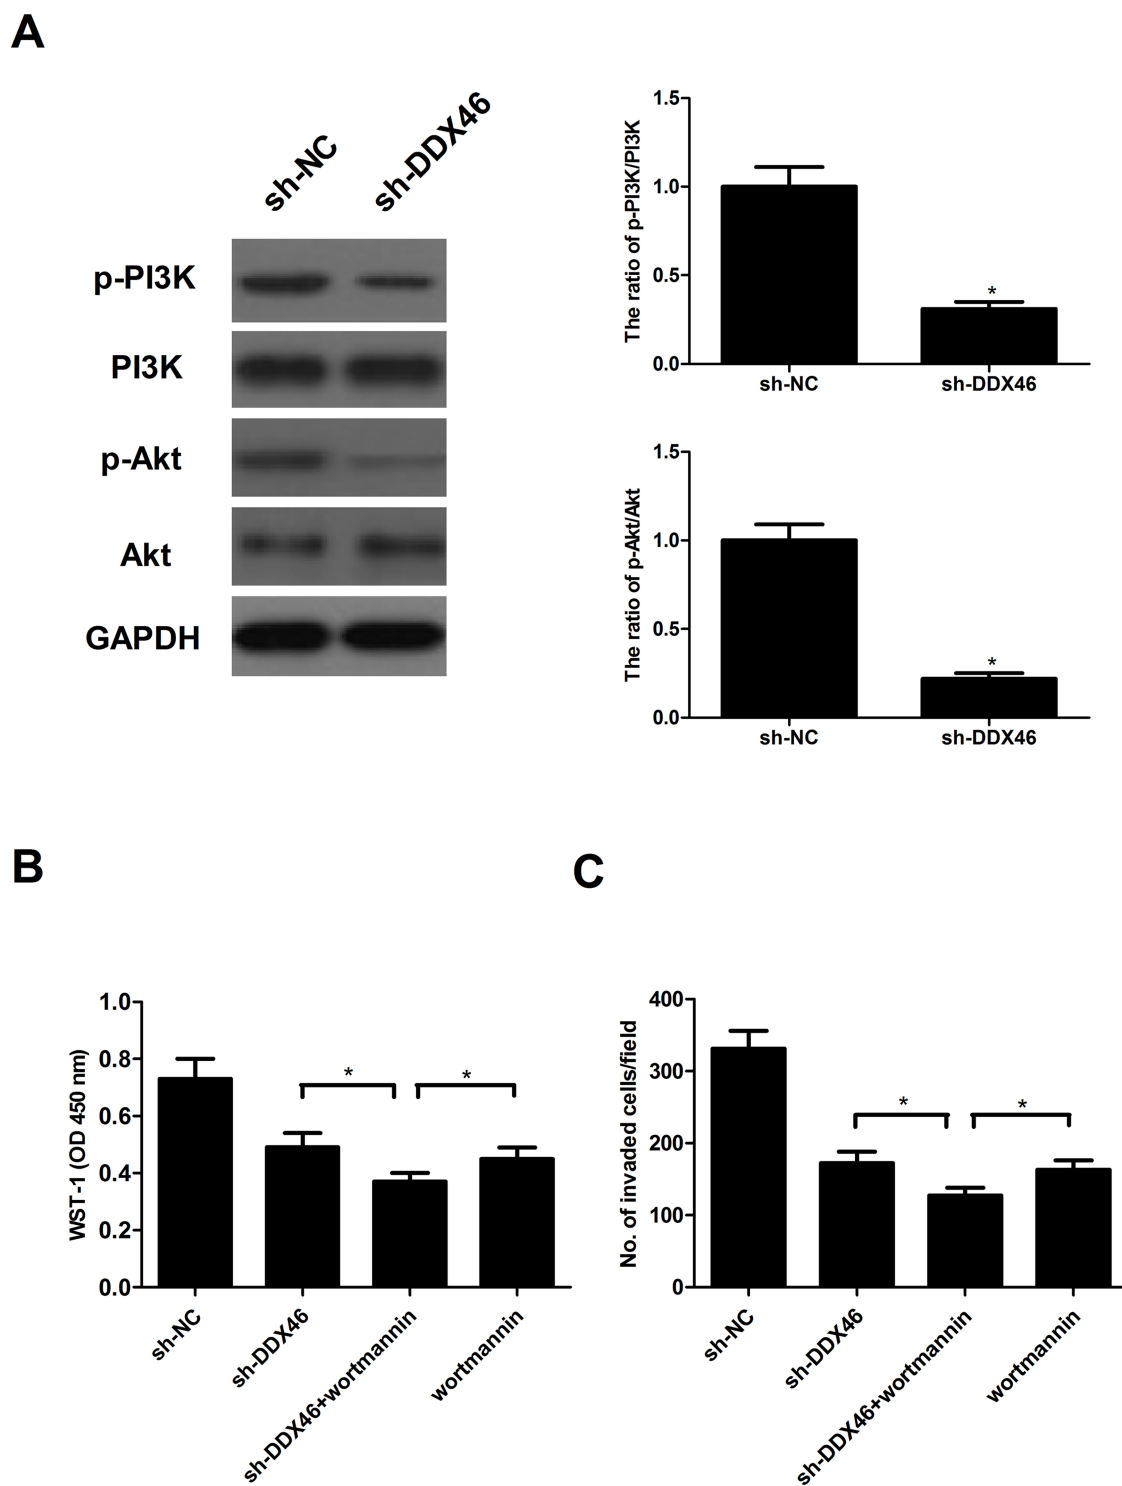 A
sh-NC
sh-DDX46
p-PI3K
PI3K
p-Akt
Akt
GAPDH
The ratio of p-PI3K/PI3K
1.5
1.0
0.5
0.0
*
sh-NC
sh-DDX46
The ratio of p-Akt/Akt
1.5
1.0
0.5
0.0
*
sh-NC
sh-DDX46
B
WST-1 (OD 450 nm)
1.0
0.8
0.6
0.4
0.2
0.0
*
*
sh-NC
sh-DDX46
sh-DDX46+wortmannin
wortmannin
C
No. of invaded cells/field
400
300
200
100
0
*
*
sh-NC
sh-DDX46
sh-DDX46+wortmannin
wortmannin